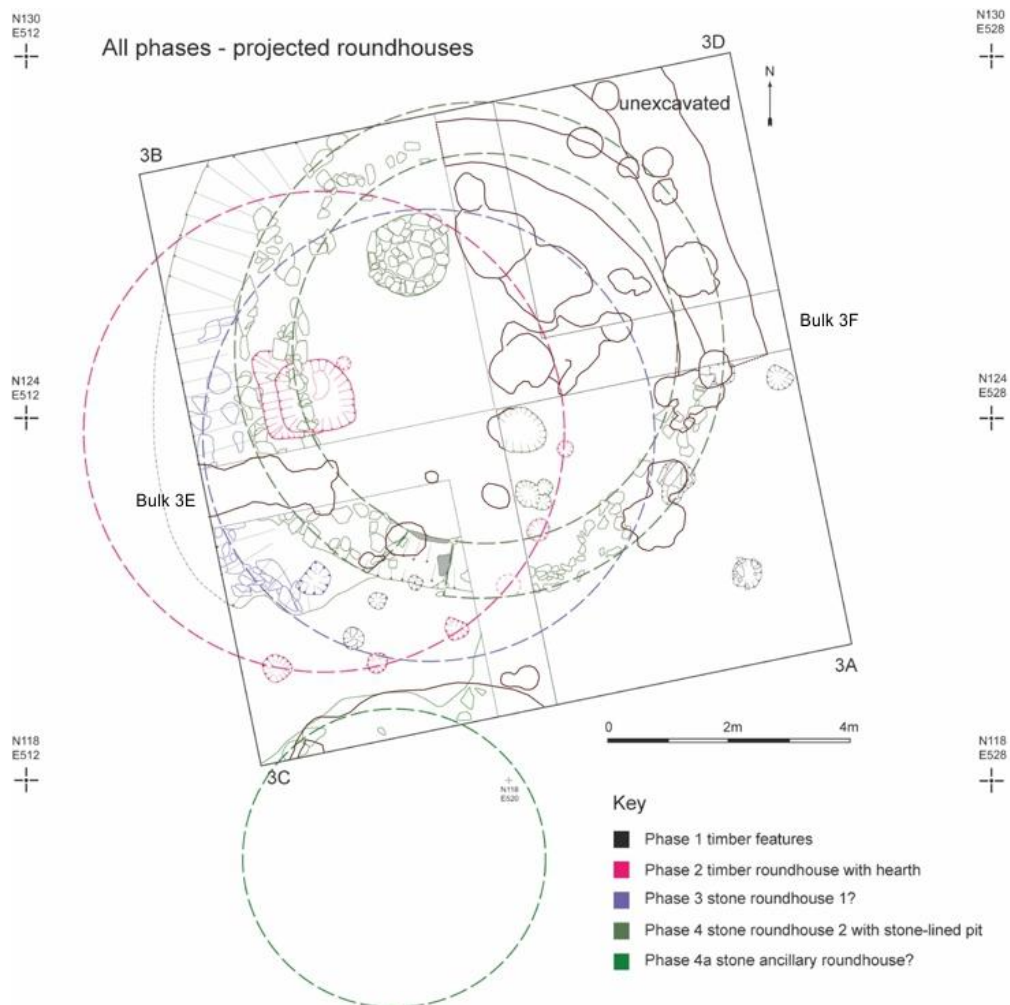 N130
E512
N130
E528
All phases - projected roundhouses
3D
N
unexcavated
3B
Bulk 3F
N124
E512
N124
E528
Bulk 3E
3A
0 2m 4m
N118
E512
N118
E528
3C
N118
E520
Key
Phase 1 timber features
Phase 2 timber roundhouse with hearth
Phase 3 stone roundhouse 1?
Phase 4 stone roundhouse 2 with stone-lined pit
Phase 4a stone ancillary roundhouse?